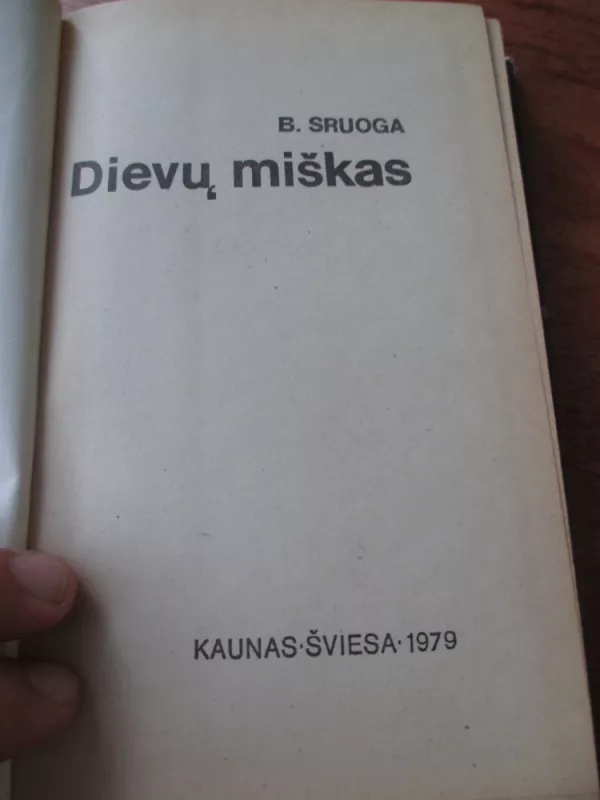 B. SRUOGA
Dievų miškas
KAUNAS·ŠVIESA·1979